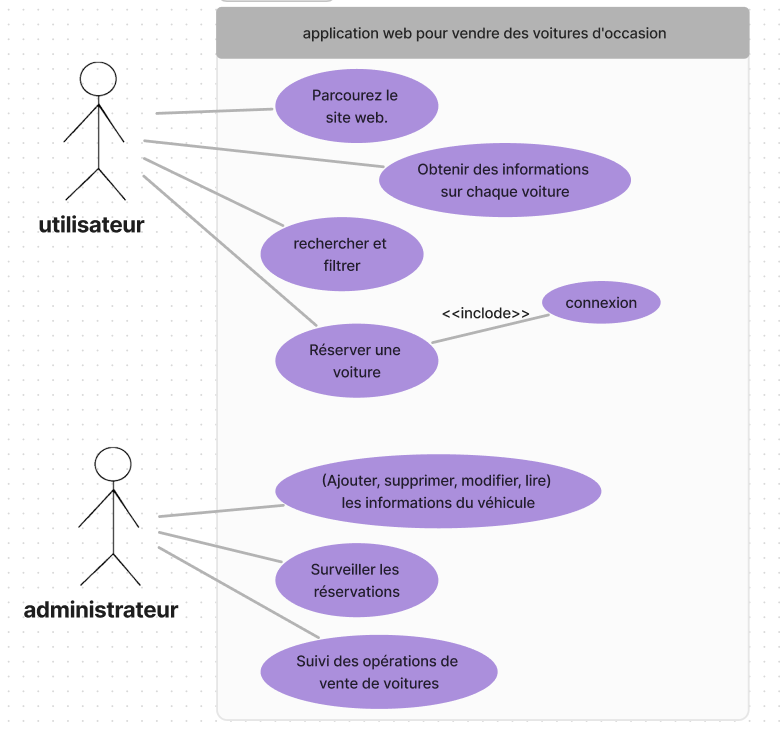 application web pour vendre des voitures d'occasion
Parcourez le
site web.
Obtenir des informations
sur chaque voiture
utilisateur
rechercher et
filtrer
<<inclode>>
connexion
Réserver une
voiture
(Ajouter, supprimer, modifier, lire)
les informations du véhicule
Surveiller les
réservations
administrateur
Suivi des opérations de
vente de voitures